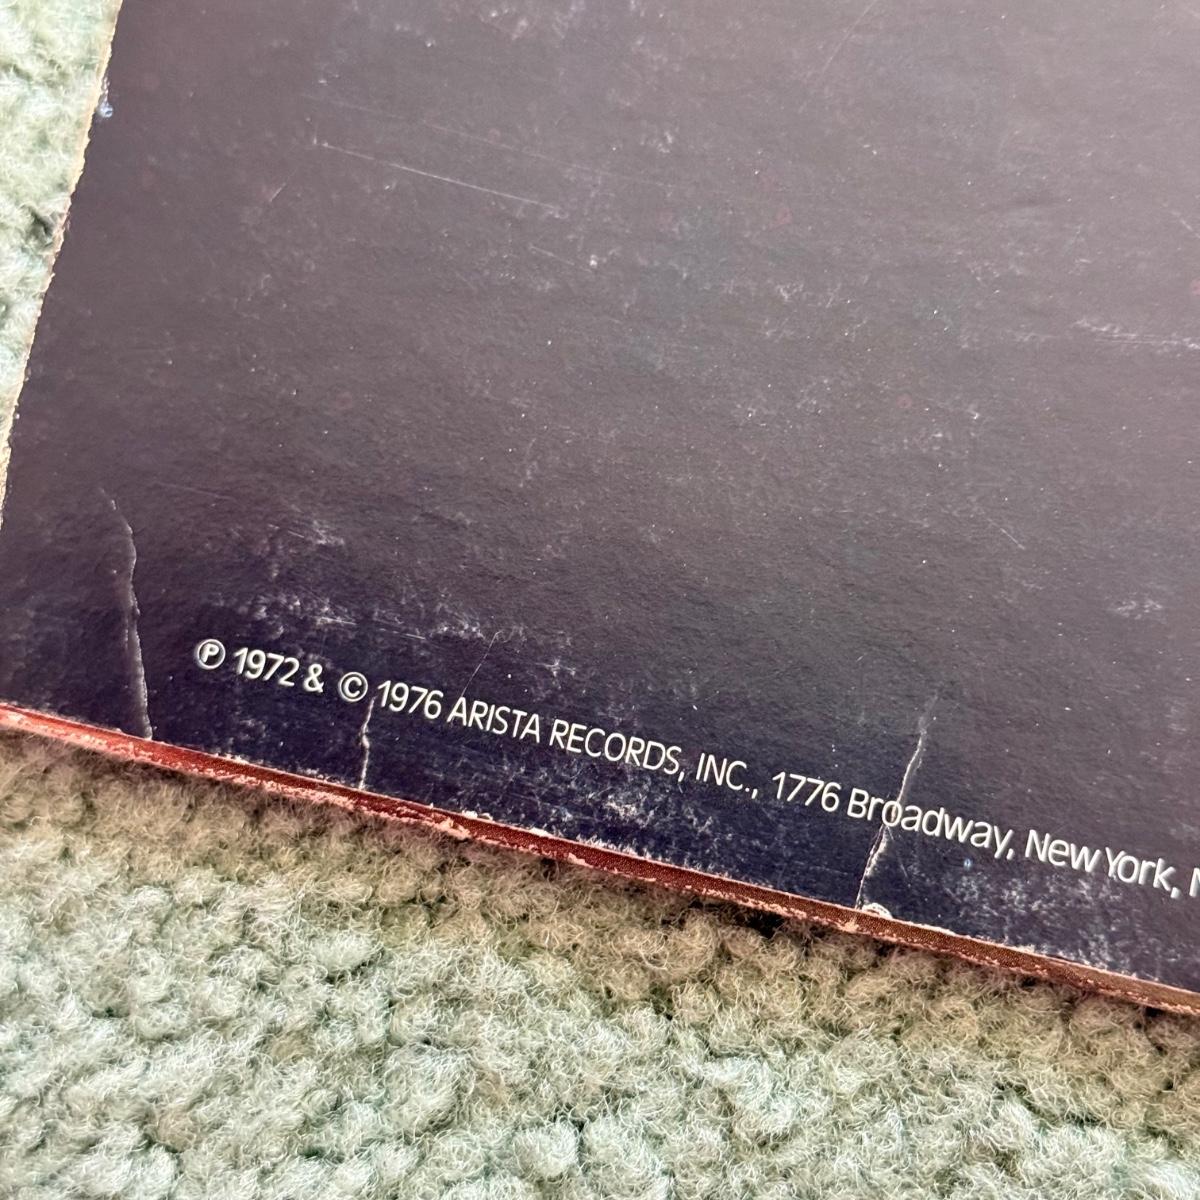 ℗ 1972 & © 1976 ARISTA RECORDS, INC., 1776 Broadway, New York,